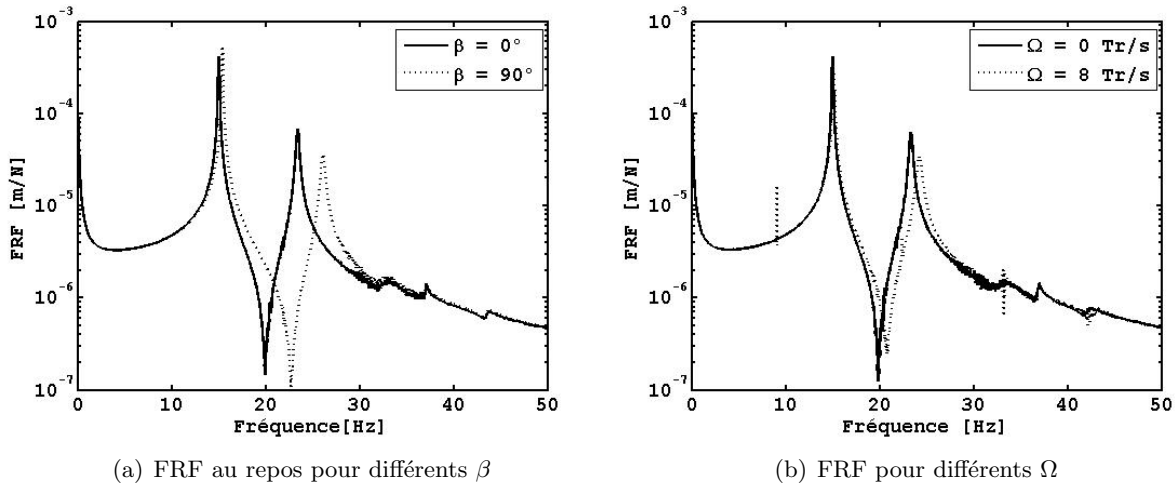 10⁻³
10⁻⁴
10⁻⁵
10⁻⁶
10⁻⁷
FRF [m/N]
β = 0°
β = 90°
0 10 20 30 40 50
Fréquence[Hz]
(a) FRF au repos pour différents β
10⁻³
10⁻⁴
10⁻⁵
10⁻⁶
10⁻⁷
FRF [m/N]
Ω = 0 Tr/s
Ω = 8 Tr/s
0 10 20 30 40 50
Fréquence [Hz]
(b) FRF pour différents Ω